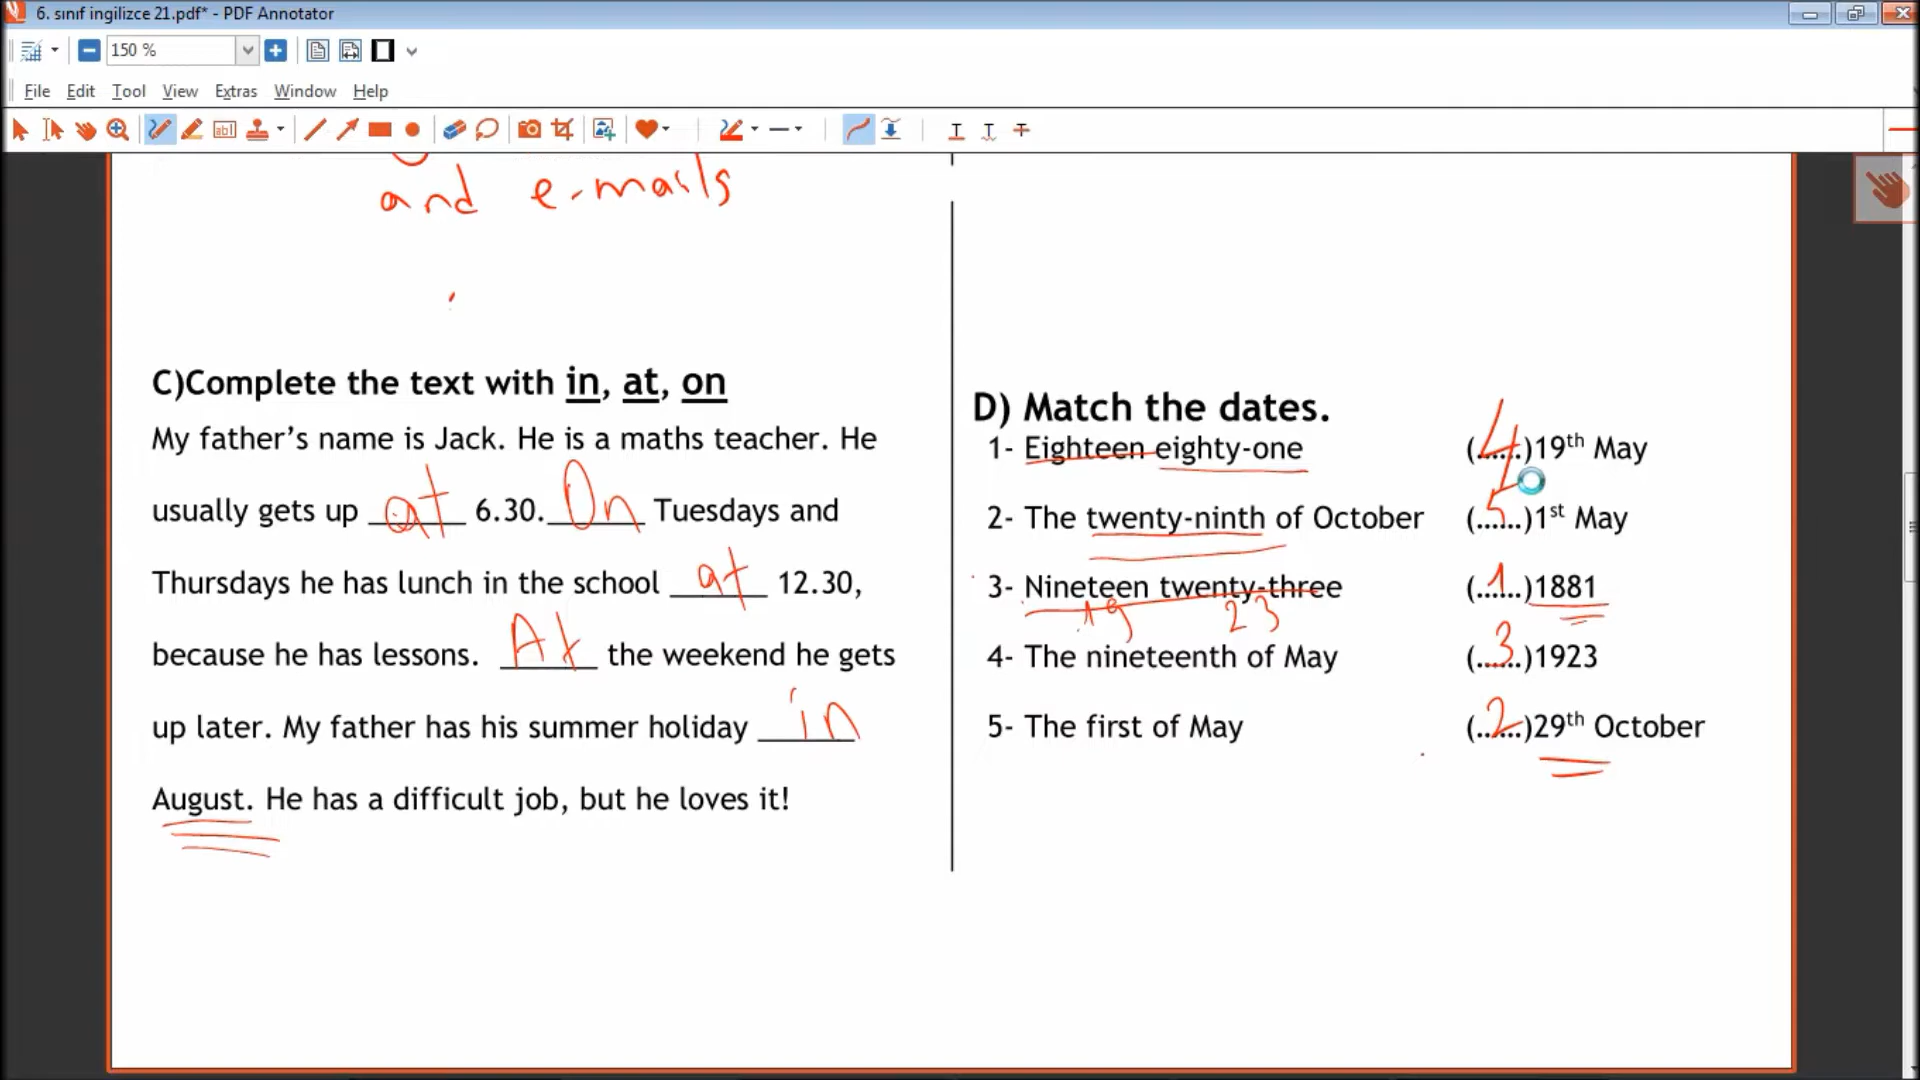 6. sınıf ingilizce 21.pdf* - PDF Annotator
150 %
File Edit Tool View Extras Window Help
and e-mails
C)Complete the text with in, at, on
My father’s name is Jack. He is a maths teacher. He
usually gets up at 6.30. On Tuesdays and
Thursdays he has lunch in the school at 12.30,
because he has lessons. At the weekend he gets
up later. My father has his summer holiday in
August. He has a difficult job, but he loves it!
D) Match the dates.
1- Eighteen eighty-one (..4..)19th May
2- The twenty-ninth of October (..5..)1st May
3- Nineteen twenty-three (..1..)1881
19 23
4- The nineteenth of May (..3..)1923
5- The first of May (..2..)29th October